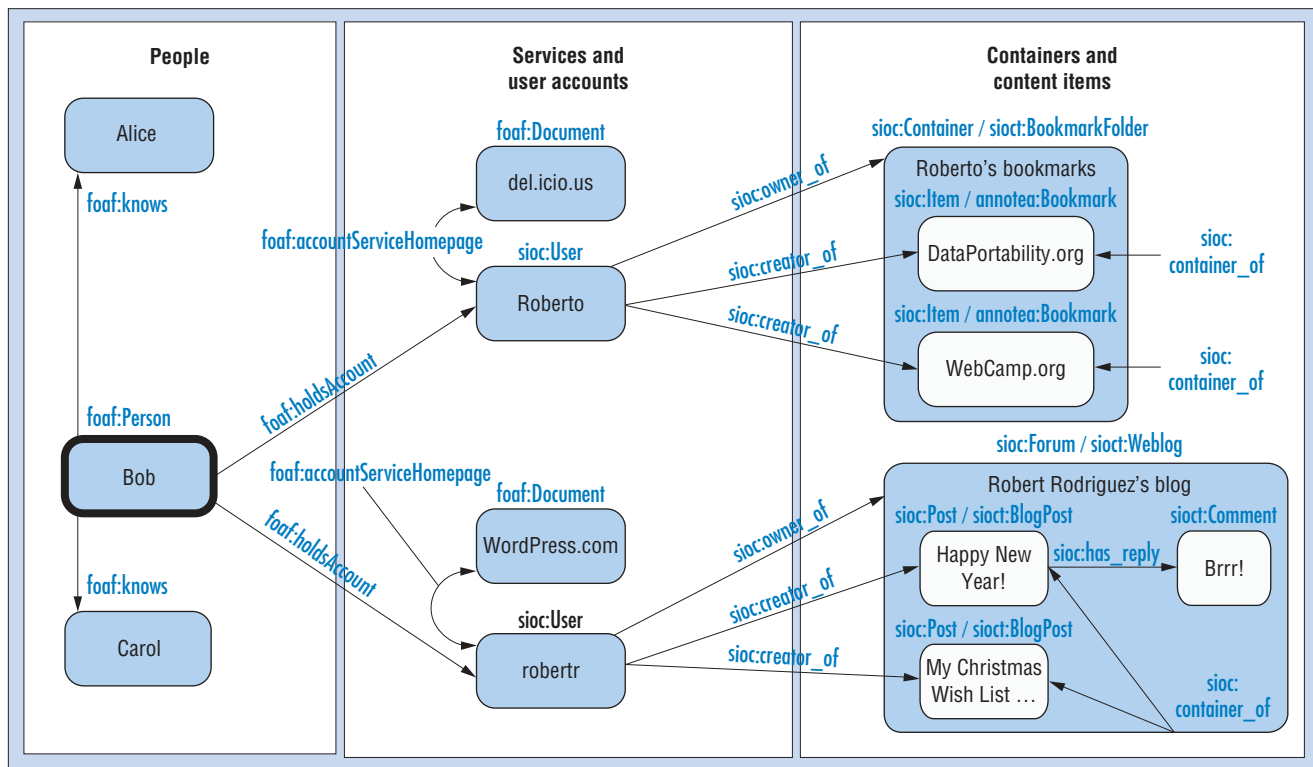 People
Alice
foaf:knows
foaf:Person
Bob
foaf:knows
Carol
Services and
user accounts
foaf:Document
del.icio.us
foaf:accountServiceHomepage
sioc:User
Roberto
foaf:holdsAccount
foaf:accountServiceHomepage
foaf:Document
WordPress.com
foaf:holdsAccount
sioc:User
robertr
Containers and
content items
sioc:Container / sioct:BookmarkFolder
sioc:owner_of
Roberto’s bookmarks
sioc:Item / annotea:Bookmark
sioc:creator_of
DataPortability.org
sioc:
container_of
sioc:Item / annotea:Bookmark
sioc:creator_of
WebCamp.org
sioc:
container_of
sioc:Forum / sioct:Weblog
sioc:owner_of
Robert Rodriguez’s blog
sioc:Post / sioct:BlogPost
sioct:Comment
sioc:creator_of
Happy New
Year!
sioc:has_reply
Brrr!
sioc:Post / sioct:BlogPost
sioc:creator_of
My Christmas
Wish List …
sioc:
container_of